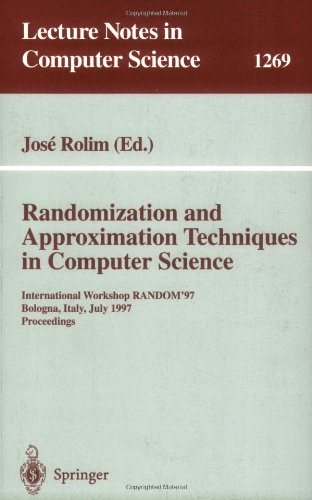 Lecture Notes in
Computer Science 1269
José Rolim (Ed.)
Randomization and
Approximation Techniques
in Computer Science
International Workshop RANDOM'97
Bologna, Italy, July 1997
Proceedings
Springer